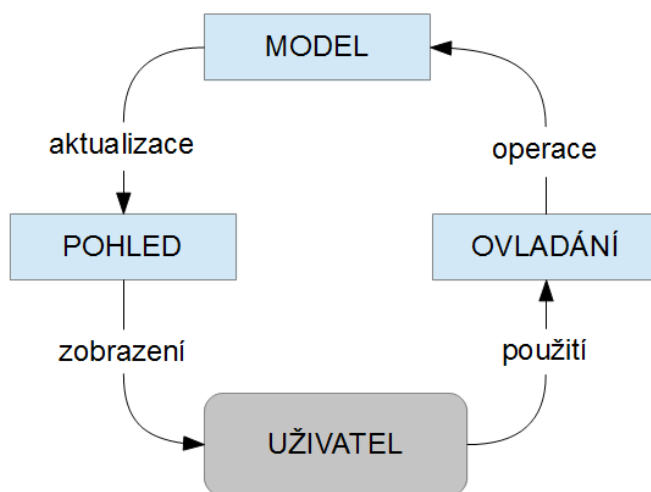 MODEL
aktualizace
operace
POHLED
OVLADÁNÍ
zobrazení
použití
UŽIVATEL